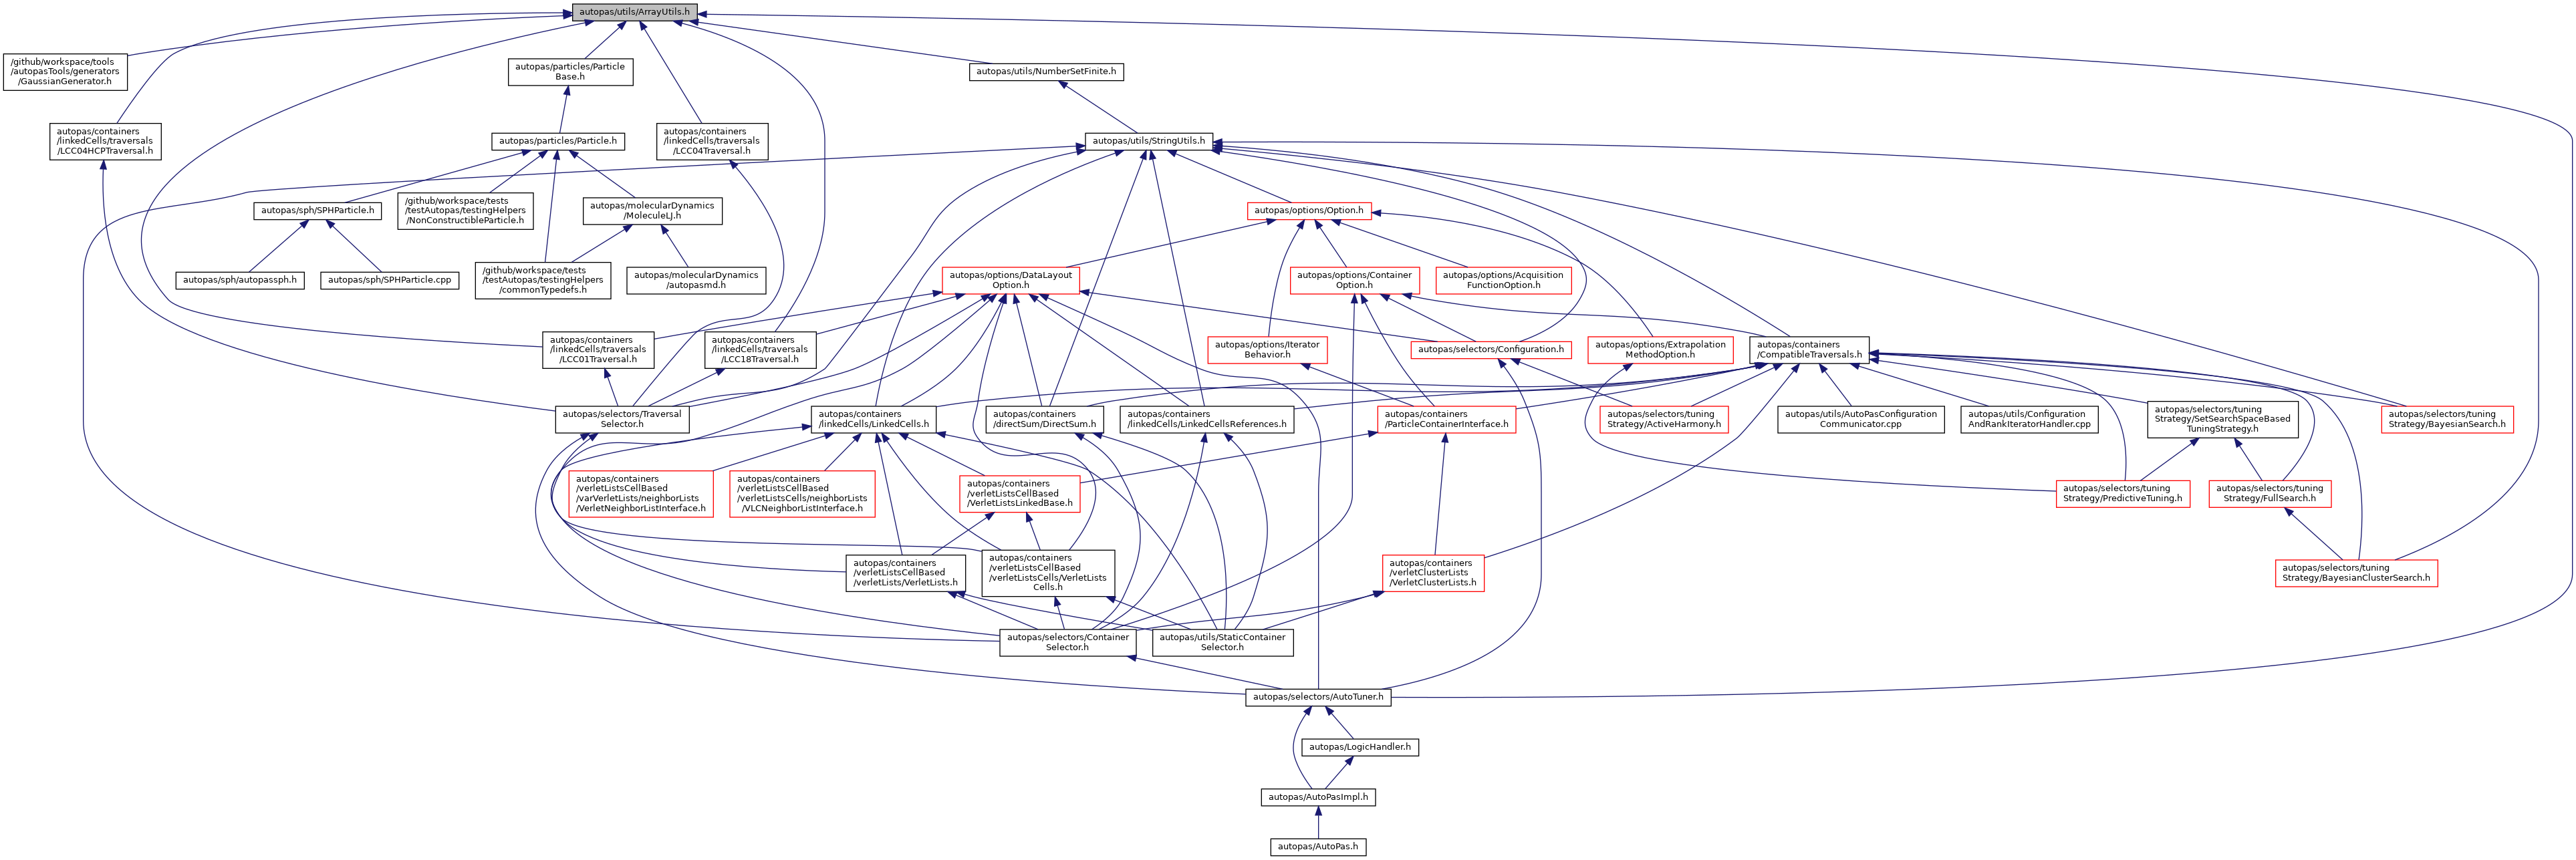 autopas/utils/ArrayUtils.h
/github/workspace/tools
/autopasTools/generators
/GaussianGenerator.h
autopas/particles/Particle
Base.h
autopas/utils/NumberSetFinite.h
autopas/containers
/linkedCells/traversals
/LCC04HCPTraversal.h
autopas/particles/Particle.h
autopas/containers
/linkedCells/traversals
/LCC04Traversal.h
autopas/utils/StringUtils.h
autopas/sph/SPHParticle.h
/github/workspace/tests
/testAutopas/testingHelpers
/NonConstructibleParticle.h
autopas/molecularDynamics
/MoleculeLJ.h
autopas/options/Option.h
autopas/sph/autopassph.h
autopas/sph/SPHParticle.cpp
/github/workspace/tests
/testAutopas/testingHelpers
/commonTypedefs.h
autopas/molecularDynamics
/autopasmd.h
autopas/options/DataLayout
Option.h
autopas/options/Container
Option.h
autopas/options/Acquisition
FunctionOption.h
autopas/containers
/linkedCells/traversals
/LCC01Traversal.h
autopas/containers
/linkedCells/traversals
/LCC18Traversal.h
autopas/options/Iterator
Behavior.h
autopas/selectors/Configuration.h
autopas/options/Extrapolation
MethodOption.h
autopas/containers
/CompatibleTraversals.h
autopas/selectors/Traversal
Selector.h
autopas/containers
/linkedCells/LinkedCells.h
autopas/containers
/directSum/DirectSum.h
autopas/containers
/linkedCells/LinkedCellsReferences.h
autopas/containers
/ParticleContainerInterface.h
autopas/selectors/tuning
Strategy/ActiveHarmony.h
autopas/utils/AutoPasConfiguration
Communicator.cpp
autopas/utils/Configuration
AndRankIteratorHandler.cpp
autopas/selectors/tuning
Strategy/SetSearchSpaceBased
TuningStrategy.h
autopas/selectors/tuning
Strategy/BayesianSearch.h
autopas/containers
/verletListsCellBased
/varVerletLists/neighborLists
/VerletNeighborListInterface.h
autopas/containers
/verletListsCellBased
/verletListsCells/neighborLists
/VLCNeighborListInterface.h
autopas/containers
/verletListsCellBased
/VerletListsLinkedBase.h
autopas/selectors/tuning
Strategy/PredictiveTuning.h
autopas/selectors/tuning
Strategy/FullSearch.h
autopas/containers
/verletListsCellBased
/verletLists/VerletLists.h
autopas/containers
/verletListsCellBased
/verletListsCells/VerletLists
Cells.h
autopas/containers
/verletClusterLists
/VerletClusterLists.h
autopas/selectors/tuning
Strategy/BayesianClusterSearch.h
autopas/selectors/Container
Selector.h
autopas/utils/StaticContainer
Selector.h
autopas/selectors/AutoTuner.h
autopas/LogicHandler.h
autopas/AutoPasImpl.h
autopas/AutoPas.h